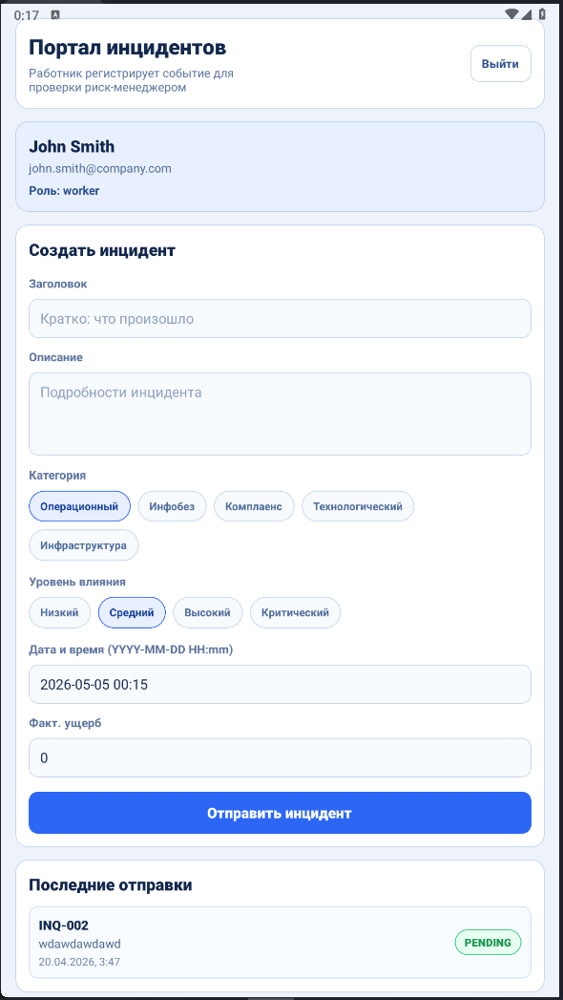 0:17 A
Портал инцидентов
Работник регистрирует событие для
проверки риск-менеджером
Выйти
John Smith
john.smith@company.com
Роль: worker
Создать инцидент
Заголовок
Кратко: что произошло
Описание
Подробности инцидента
Категория
Операционный Инфобез Комплаенс Технологический
Инфраструктура
Уровень влияния
Низкий Средний Высокий Критический
Дата и время (YYYY-MM-DD HH:mm)
2026-05-05 00:15
Факт. ущерб
0
Отправить инцидент
Последние отправки
INQ-002
wdawdawdawd
20.04.2026, 3:47
PENDING